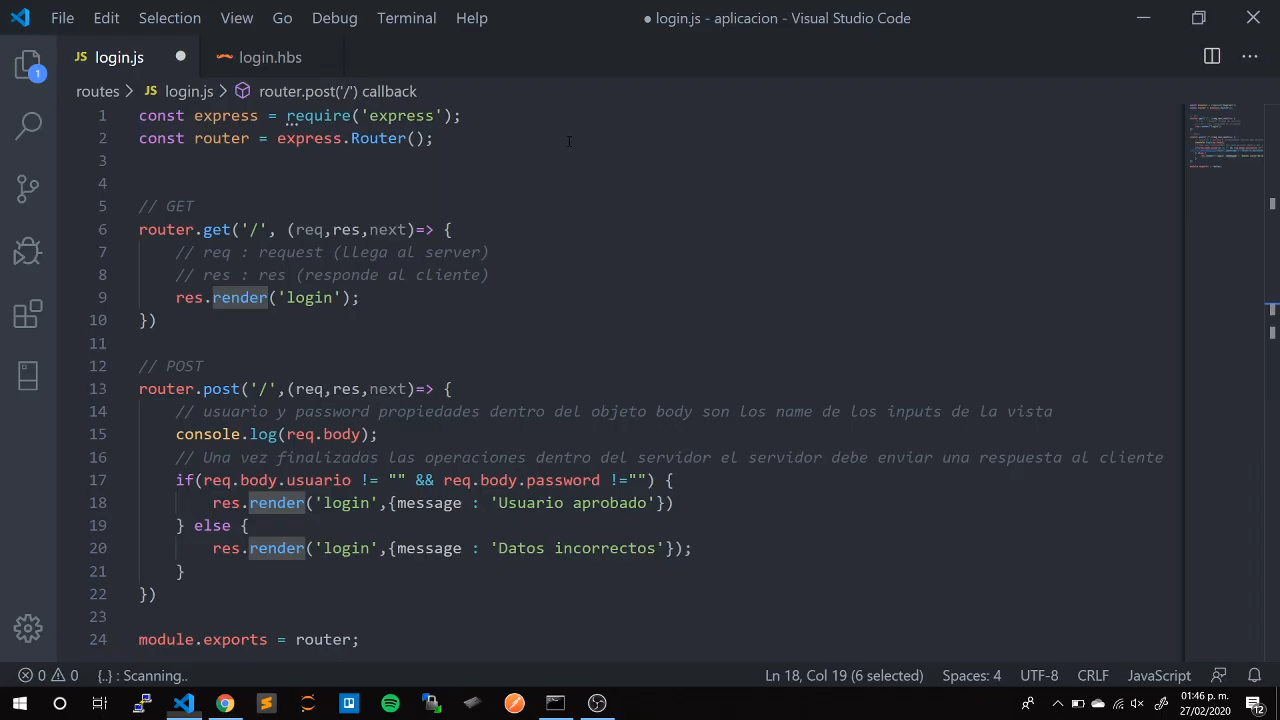 File Edit Selection View Go Debug Terminal Help ● login.js - aplicacion - Visual Studio Code
JS login.js ● login.hbs
1
routes > JS login.js > router.post('/') callback
1 const express = require('express');
2 const router = express.Router();
3
4
5 // GET
6 router.get('/', (req,res,next)=> {
7 // req : request (llega al server)
8 // res : res (responde al cliente)
9 res.render('login');
10 })
11
12 // POST
13 router.post('/',(req,res,next)=> {
14 // usuario y password propiedades dentro del objeto body son los name de los inputs de la vista
15 console.log(req.body);
16 // Una vez finalizadas las operaciones dentro del servidor el servidor debe enviar una respuesta al cliente
17 if(req.body.usuario != "" && req.body.password !="") {
18 res.render('login',{message : 'Usuario aprobado'})
19 } else {
20 res.render('login',{message : 'Datos incorrectos'});
21 }
22 })
23
24 module.exports = router;
0 0 {..} : Scanning.. Ln 18, Col 19 (6 selected) Spaces: 4 UTF-8 CRLF JavaScript
01:46 p. m.
27/02/2020 12